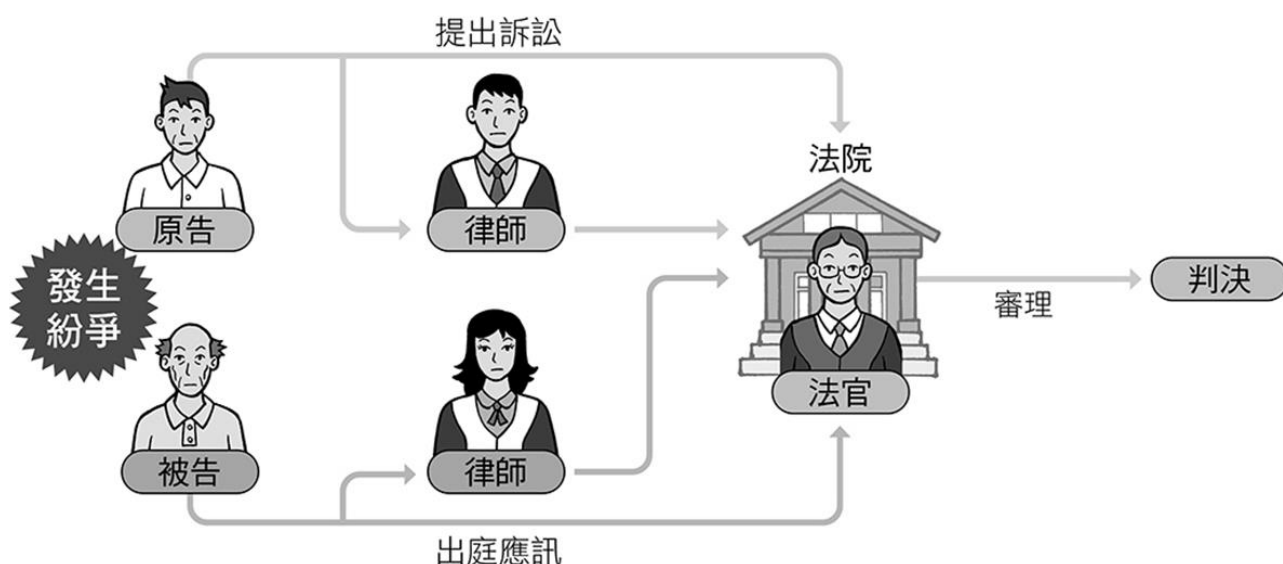 提出訴訟
原告
律師
法院
發生
紛爭
法官
審理
判決
被告
律師
出庭應訊